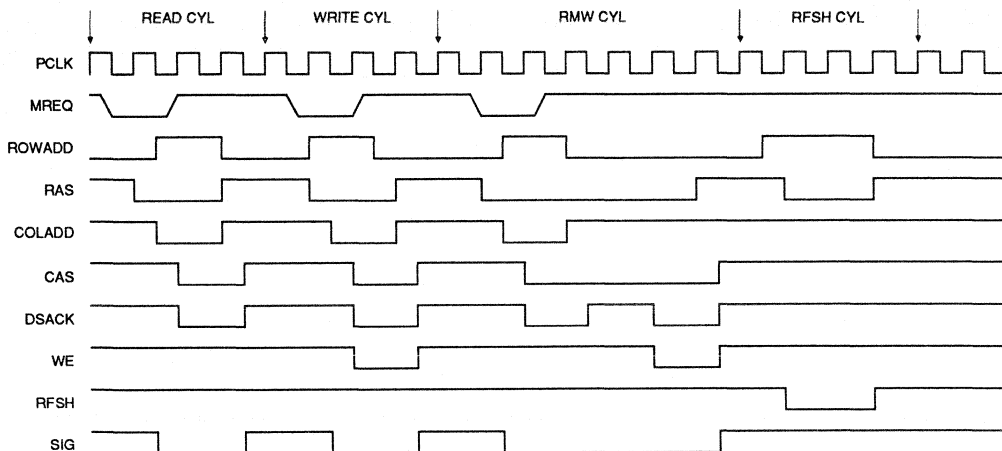 READ CYL WRITE CYL RMW CYL RFSH CYL
PCLK
MREQ
ROWADD
RAS
COLADD
CAS
DSACK
WE
RFSH
SIG